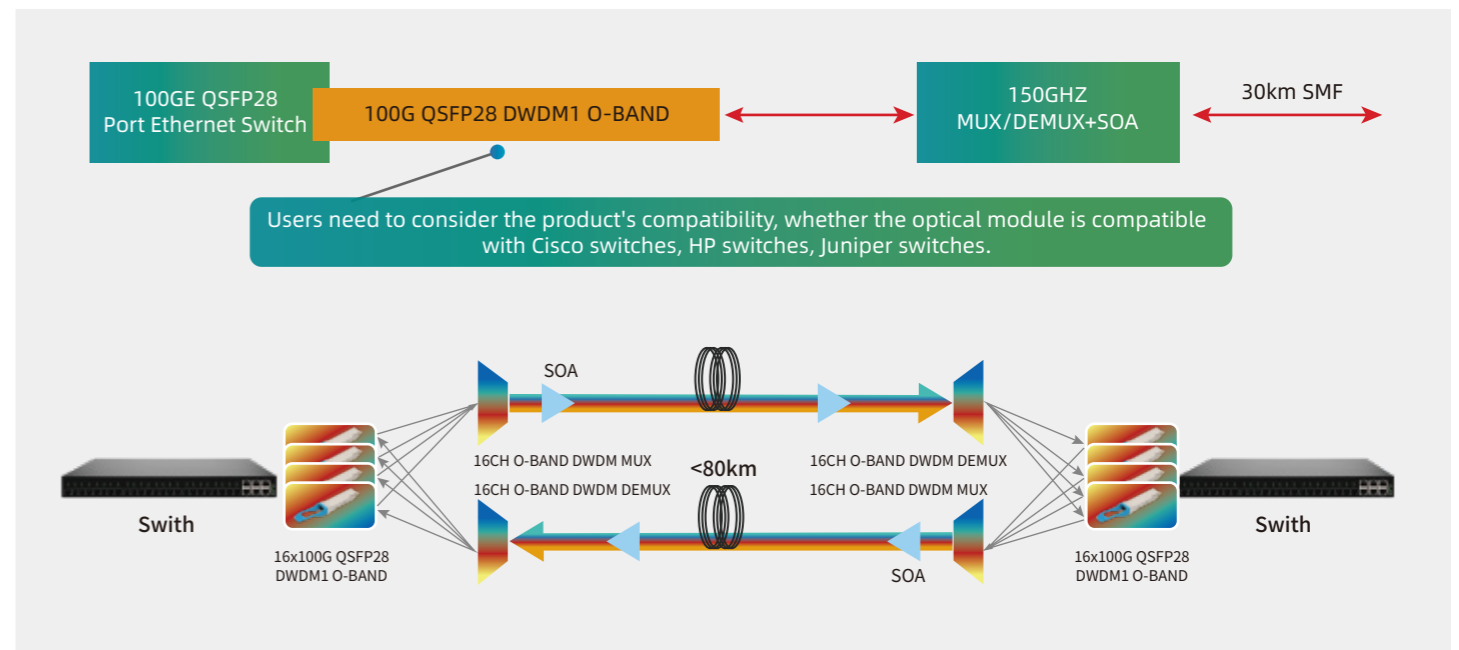 100GE QSFP28
Port Ethernet Switch
100G QSFP28 DWDM1 O-BAND
150GHZ
MUX/DEMUX+SOA
30km SMF
Users need to consider the product's compatibility, whether the optical module is compatible
with Cisco switches, HP switches, Juniper switches.
SOA
16CH O-BAND DWDM MUX
<80km
16CH O-BAND DWDM DEMUX
16CH O-BAND DWDM DEMUX
16CH O-BAND DWDM MUX
Swith
Swith
16x100G QSFP28
DWDM1 O-BAND
SOA
16x100G QSFP28
DWDM1 O-BAND